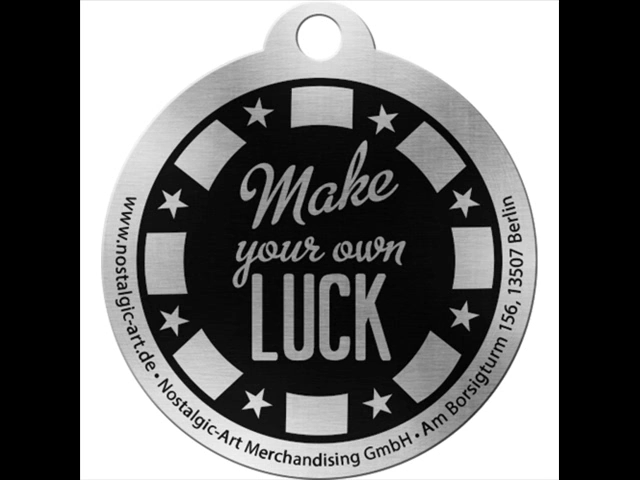 Make
your own
LUCK
www.nostalgic-art.de • Nostalgic-Art Merchandising GmbH • Am Borsigturm 156, 13507 Berlin